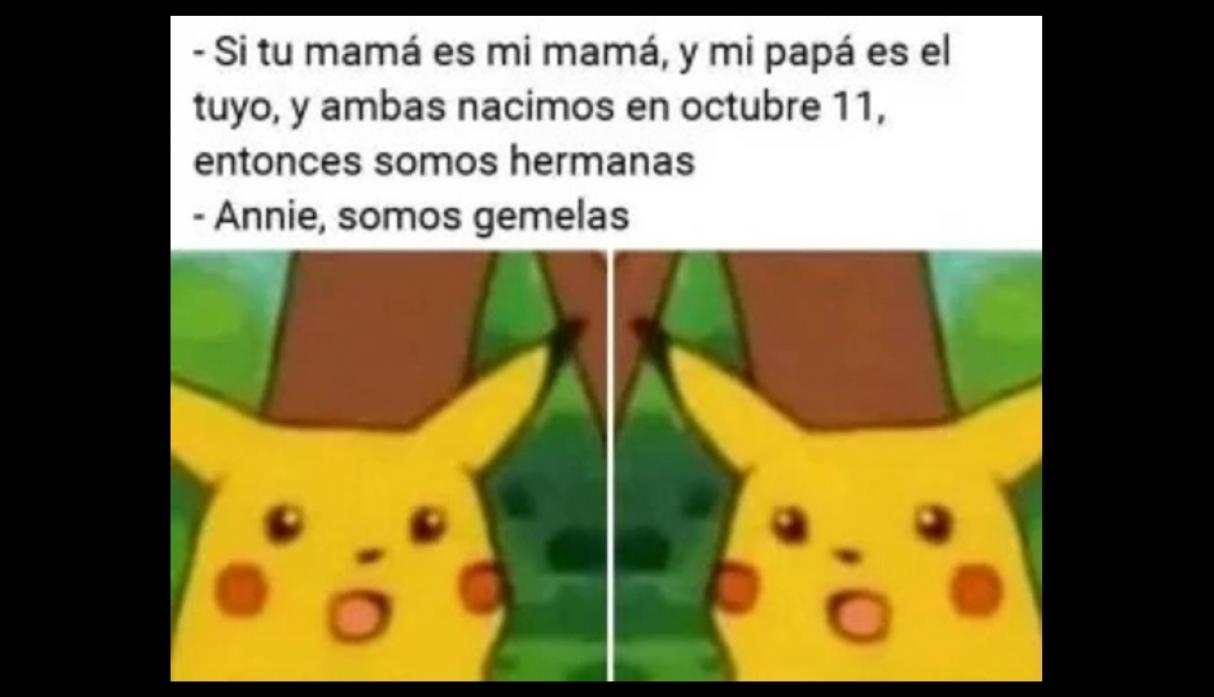 - Si tu mamá es mi mamá, y mi papá es el
tuyo, y ambas nacimos en octubre 11,
entonces somos hermanas
- Annie, somos gemelas